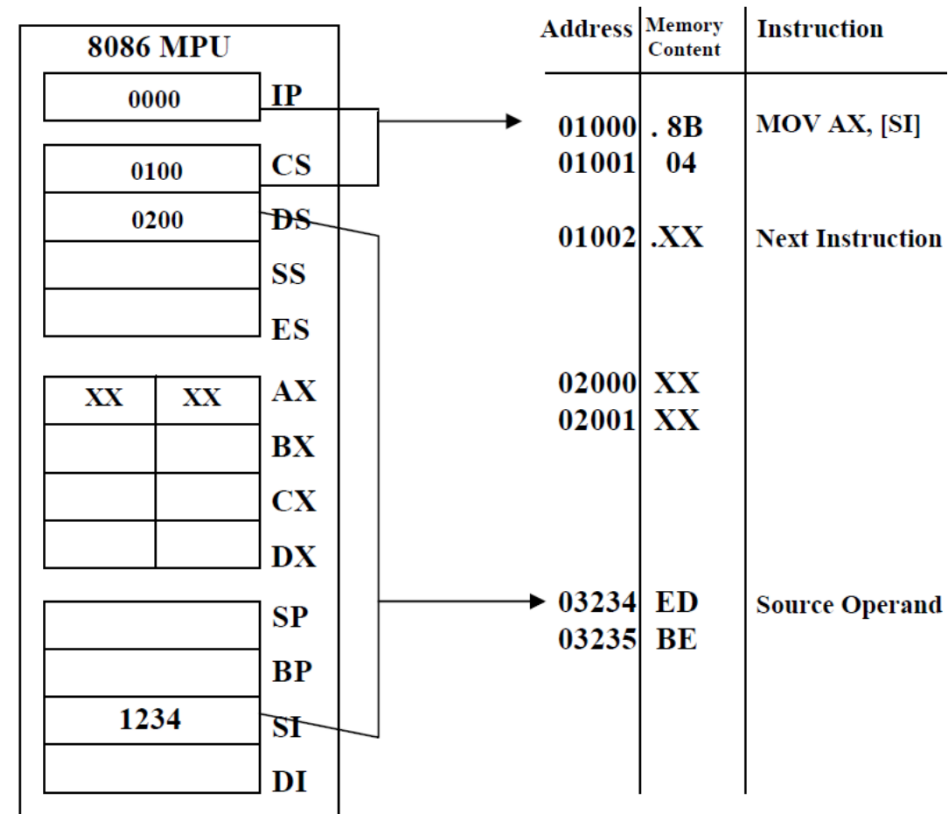 8086 MPU
0000 IP
0100 CS
0200 DS
SS
ES
XX XX AX
BX
CX
DX
SP
BP
1234 SI
DI
Address Memory Content Instruction
01000 . 8B MOV AX, [SI]
01001 04
01002 .XX Next Instruction
02000 XX
02001 XX
03234 ED Source Operand
03235 BE